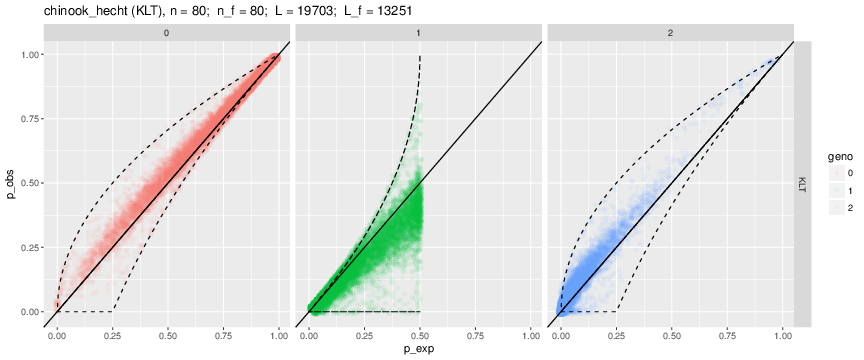 chinook_hecht (KLT), n = 80;  n_f = 80;  L = 19703;  L_f = 13251
0 1 2
1.00
0.75
0.50
0.25
0.00
p_obs
KLT
geno
0
1
2
0.00 0.25 0.50 0.75 1.00 0.00 0.25 0.50 0.75 1.00 0.00 0.25 0.50 0.75 1.00
p_exp